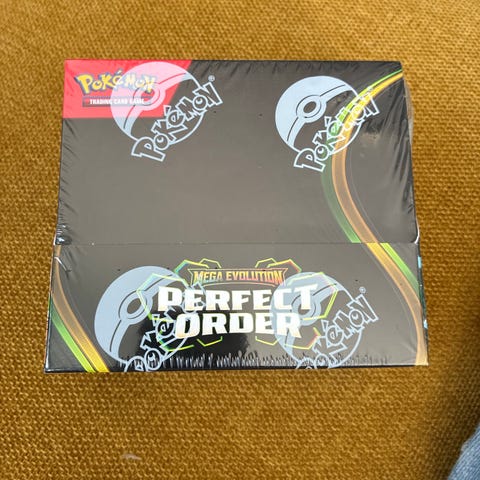 POKéMON
TRADING CARD GAME
Pokémon
Pokémon
MEGA EVOLUTION
PERFECT
ORDER
Pokémon
Pokémon